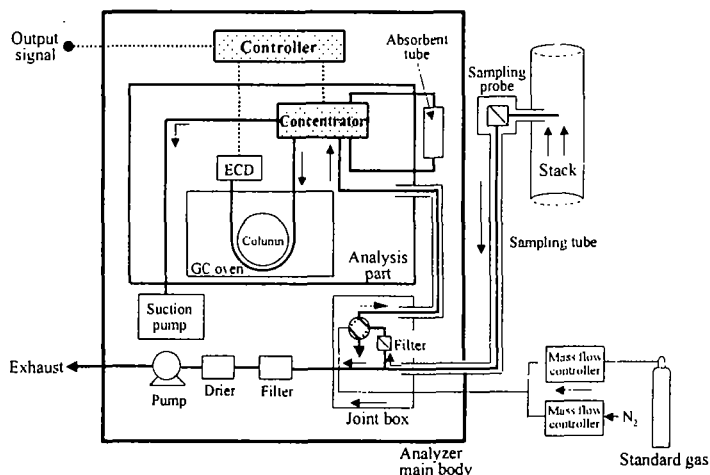 Output
signal
Controller
Absorbent
tube
Sampling
probe
Concentrator
ECD
Stack
Column
GC oven
Analysis
part
Sampling tube
Suction
pump
Filter
Exhaust
Pump
Drier
Filter
Joint box
Mass flow
controller
Mass flow
controller
N2
Analyzer
main body
Standard gas